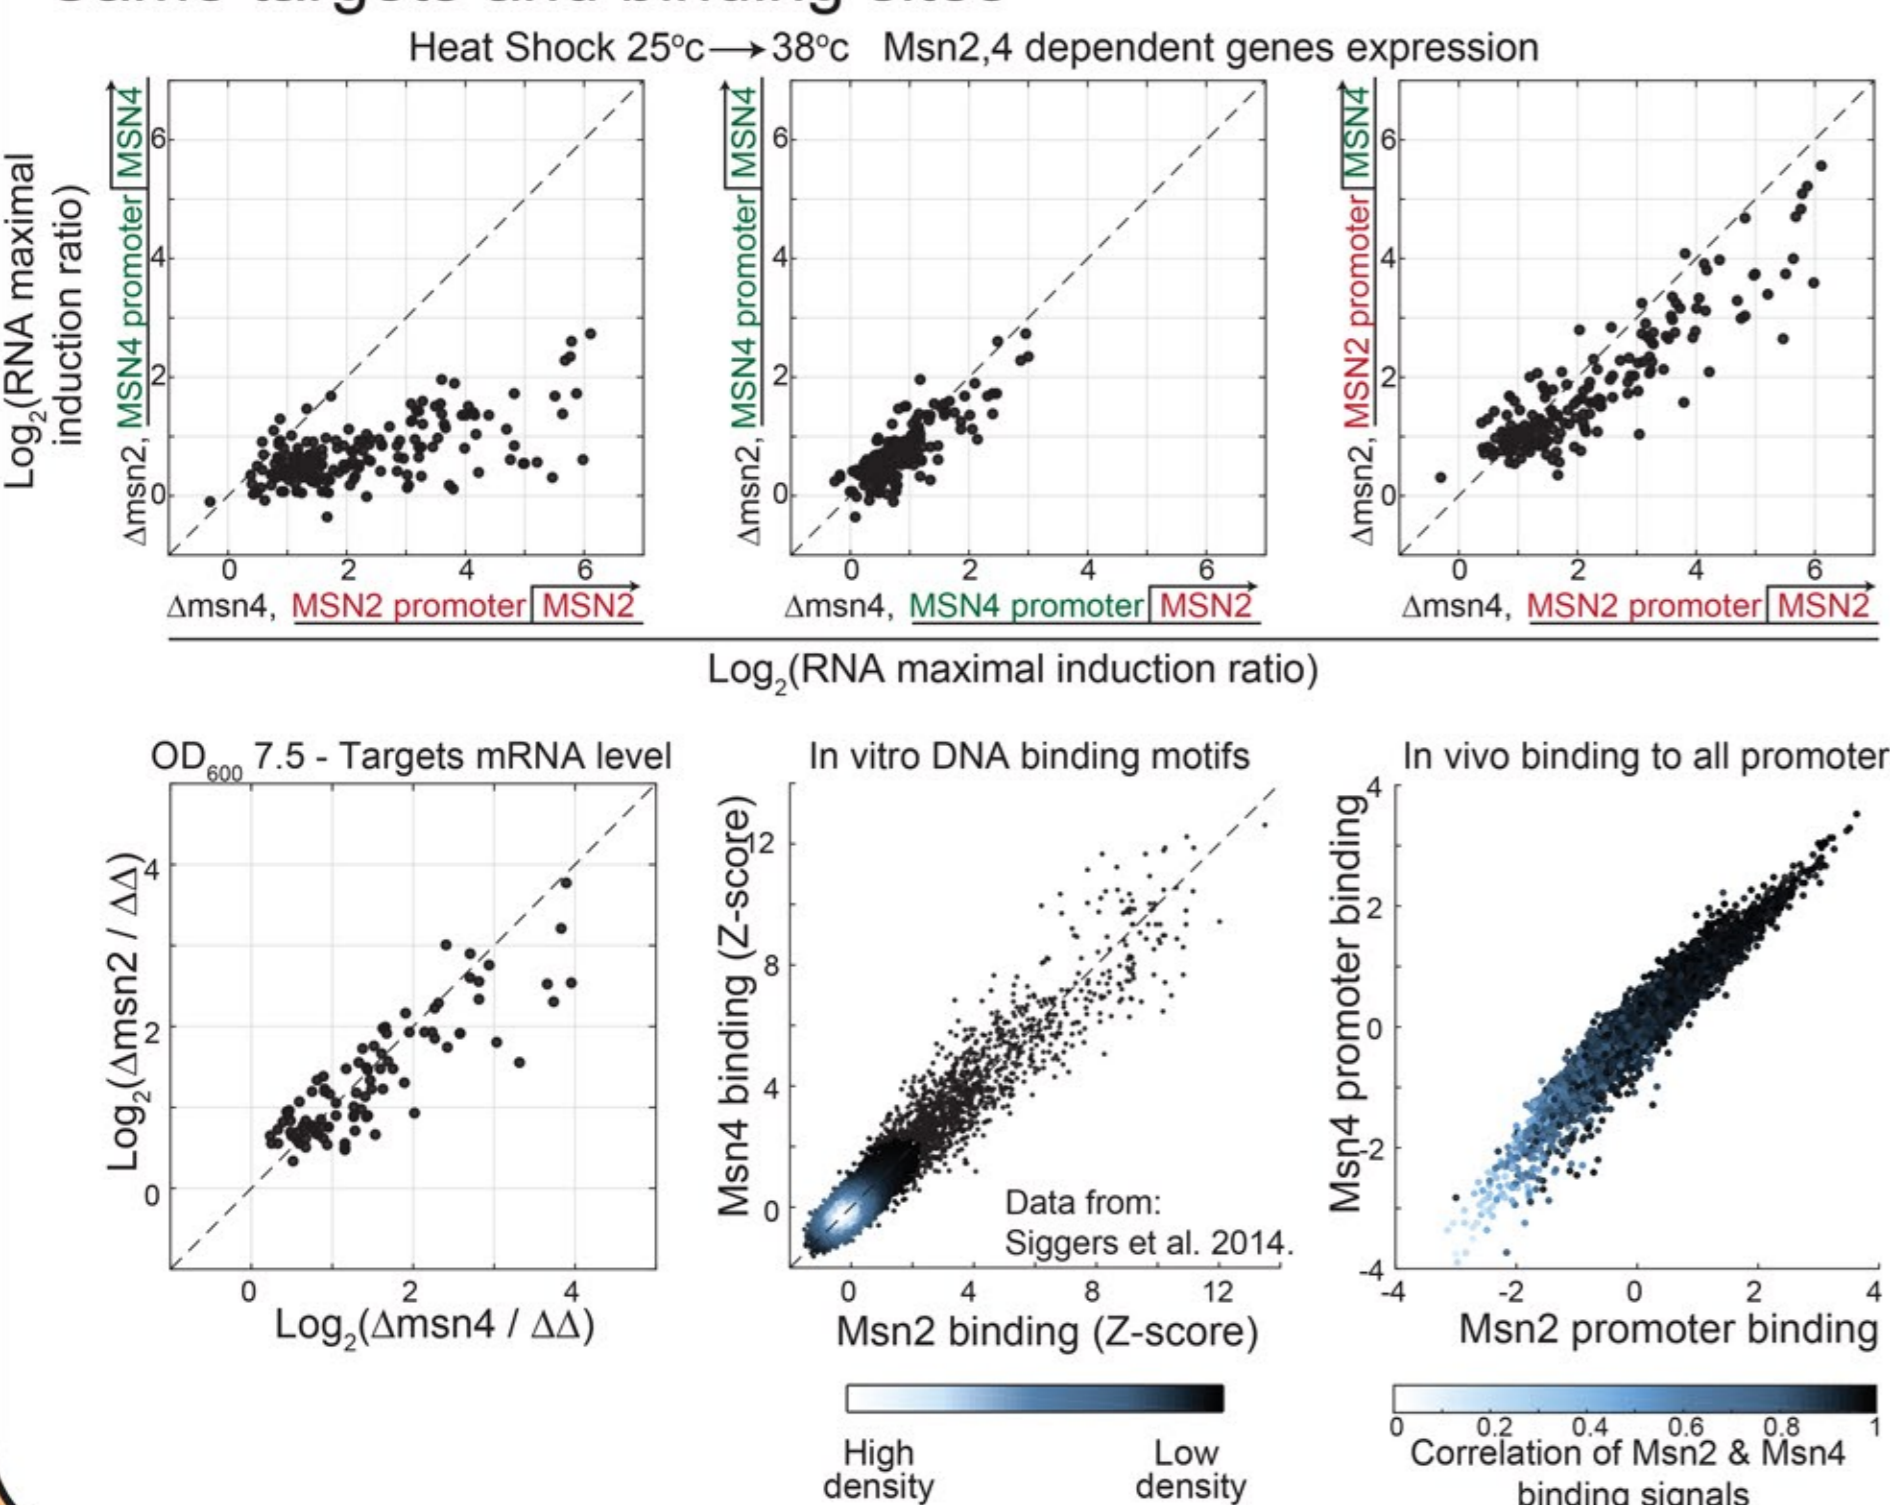 Same targets and binding sites
Heat Shock 25°c → 38°c Msn2,4 dependent genes expression
Log2(RNA maximal
induction ratio)
Δmsn2, MSN4 promoter MSN4
6
4
2
0
0 2 4 6
Δmsn4, MSN2 promoter MSN2
Δmsn2, MSN4 promoter MSN4
6
4
2
0
0 2 4 6
Δmsn4, MSN4 promoter MSN2
Δmsn2, MSN2 promoter MSN4
6
4
2
0
0 2 4 6
Δmsn4, MSN2 promoter MSN2
Log2(RNA maximal induction ratio)
OD600 7.5 - Targets mRNA level
Log2(Δmsn2 / ΔΔ)
4
2
0
0 2 4
Log2(Δmsn4 / ΔΔ)
In vitro DNA binding motifs
Msn4 binding (Z-score)
12
8
4
0
Data from:
Siggers et al. 2014.
0 4 8 12
Msn2 binding (Z-score)
High
density
Low
density
In vivo binding to all promoter
Msn4 promoter binding
4
2
0
-2
-4
-4 -2 0 2 4
Msn2 promoter binding
0 0.2 0.4 0.6 0.8 1
Correlation of Msn2 & Msn4
binding signals